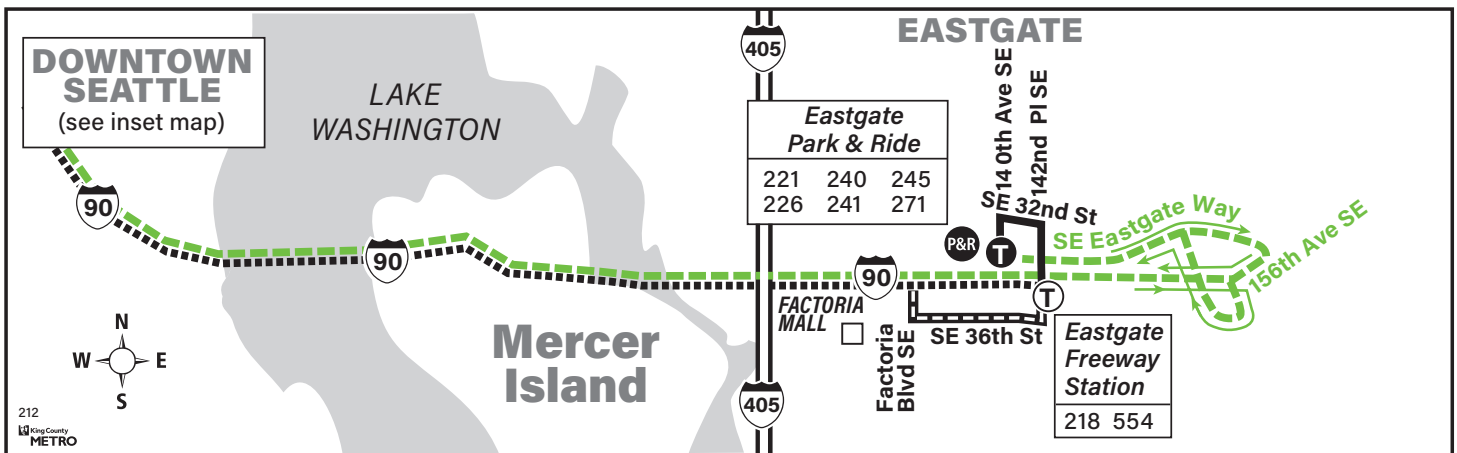 DOWNTOWN
SEATTLE
(see inset map)
LAKE
WASHINGTON
405
EASTGATE
Eastgate
Park & Ride
221 240 245
226 241 271
14 0th Ave SE
142nd Pl SE
SE 32nd St
SE Eastgate Way
156th Ave SE
P&R
T
90
90
90
T
FACTORIA
MALL
SE 36th St
Factoria
Blvd SE
Eastgate
Freeway
Station
218 554
Mercer
Island
405
N
W E
S
212
King County
METRO